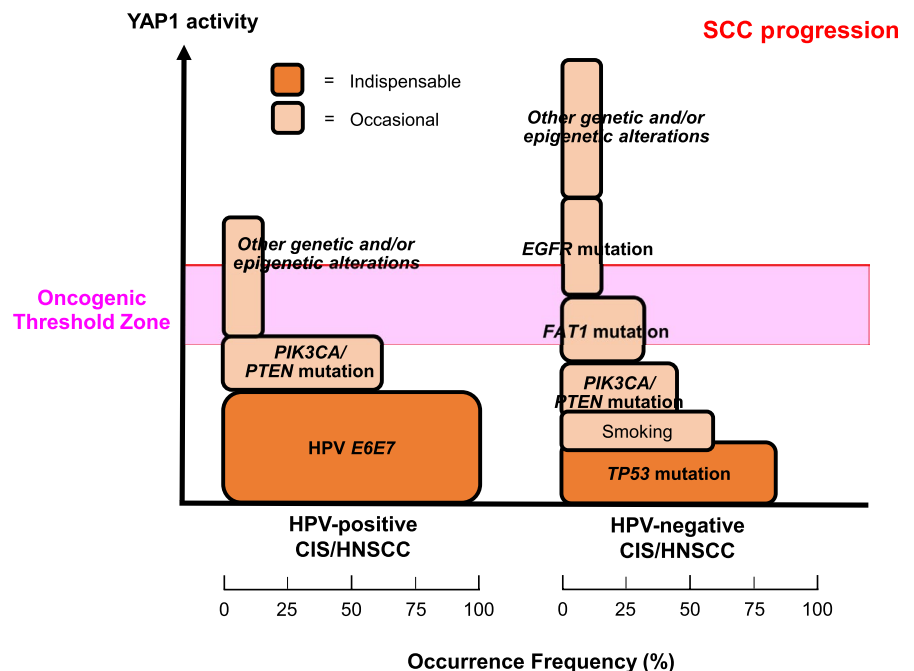 YAP1 activity
SCC progression
= Indispensable
= Occasional
Other genetic and/or
epigenetic alterations
EGFR mutation
Other genetic and/or
epigenetic alterations
Oncogenic
Threshold Zone
FAT1 mutation
PIK3CA/
PTEN mutation
PIK3CA/
PTEN mutation
Smoking
HPV E6E7
TP53 mutation
HPV-positive
CIS/HNSCC
HPV-negative
CIS/HNSCC
0 25 50 75 100
0 25 50 75 100
Occurrence Frequency (%)